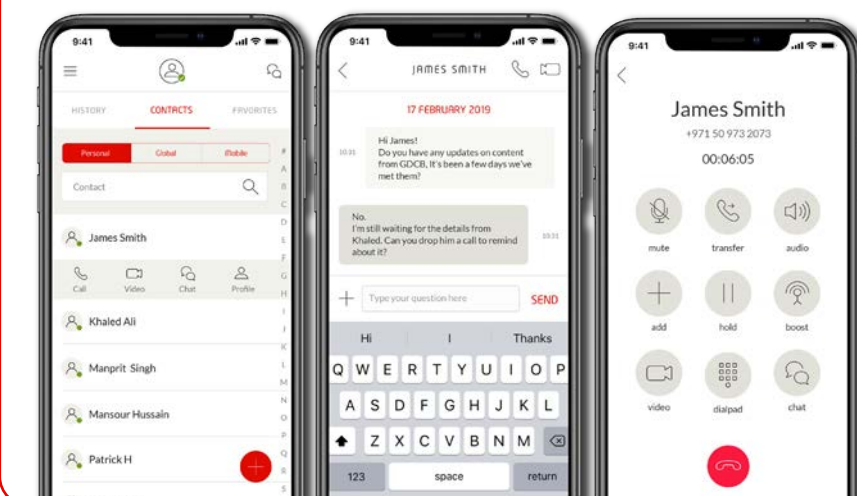 9:41
HISTORY
CONTACTS
FAVORITES
Personal
Global
Mobile
Contact
James Smith
Call
Video
Chat
Profile
Khaled Ali
Manprit Singh
Mansour Hussain
Patrick H
#
A
B
C
D
E
F
G
H
I
J
K
L
M
N
O
P
Q
R
S
9:41
JAMES SMITH
17 FEBRUARY 2019
10:31
Hi James!
Do you have any updates on content
from GDCB, It's been a few days we've
met them?
No.
I'm still waiting for the details from
Khaled. Can you drop him a call to remind
about it?
10:31
Type your question here
SEND
Hi
I
Thanks
Q W E R T Y U I O P
A S D F G H J K L
Z X C V B N M
123
space
return
9:41
James Smith
+971 50 973 2073
00:06:05
mute
transfer
audio
add
hold
boost
video
dialpad
chat